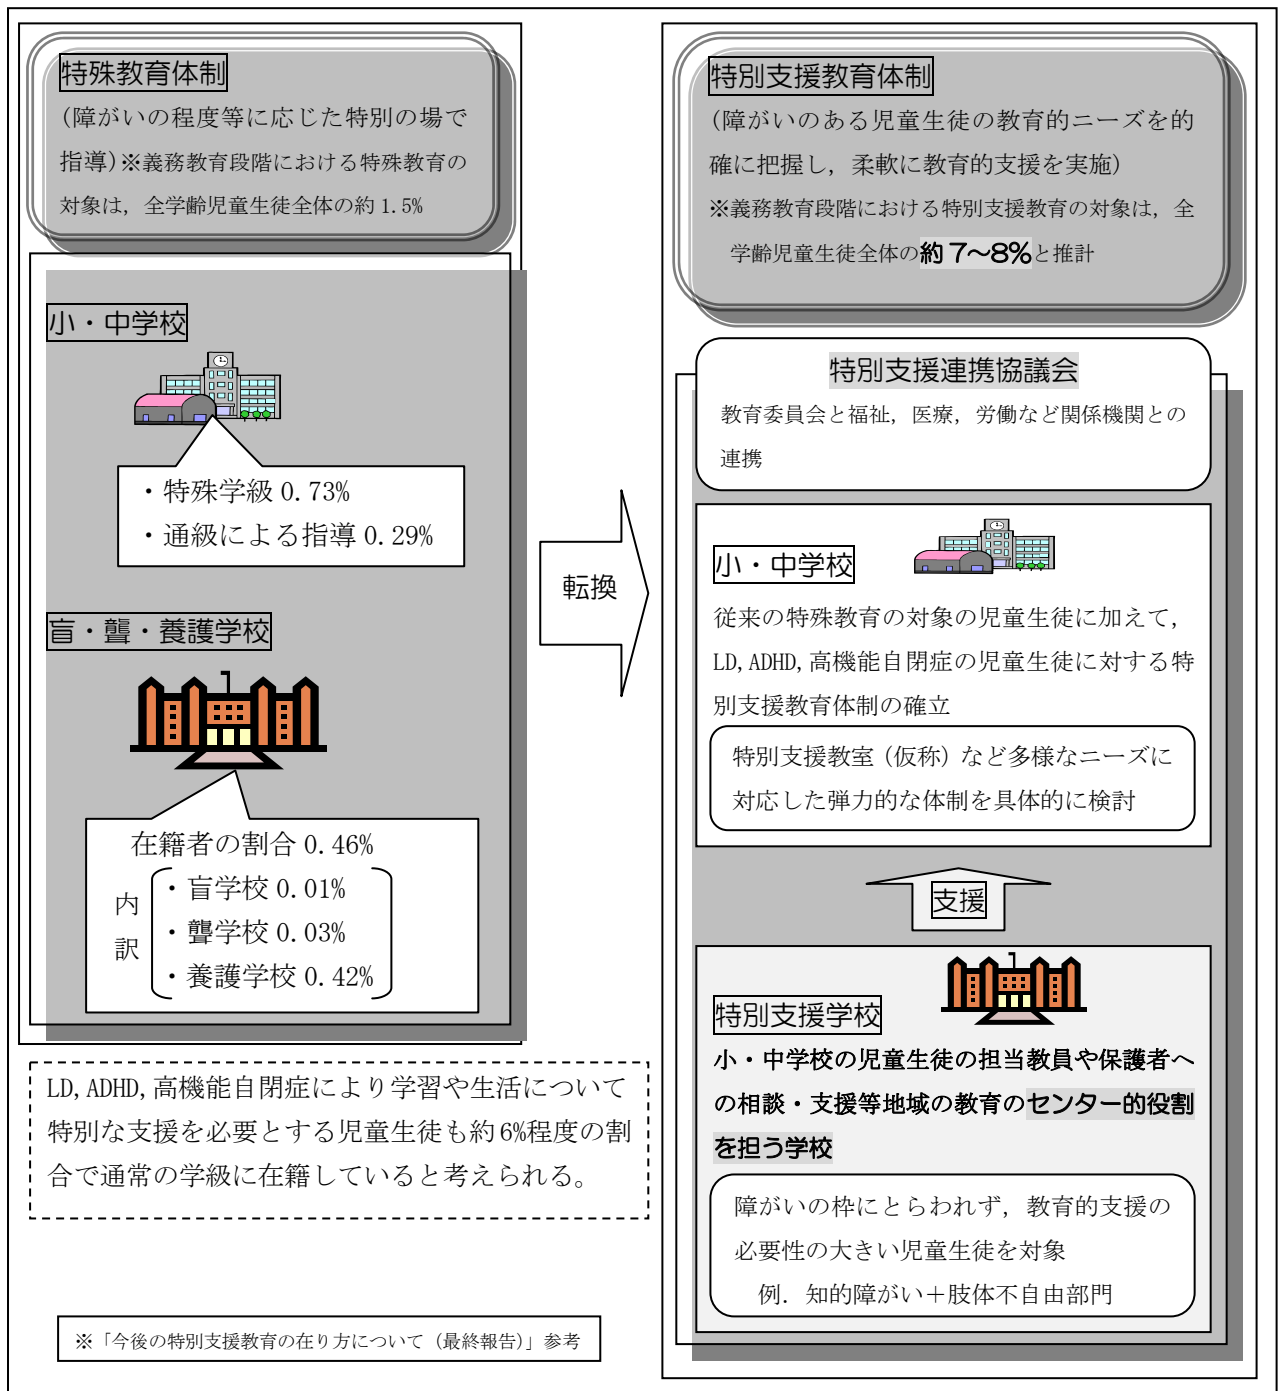 特殊教育体制
(障がいの程度等に応じた特別の場で
指導)※義務教育段階における特殊教育の
対象は，全学齢児童生徒全体の約1.5%
小・中学校
・特殊学級 0.73%
・通級による指導 0.29%
盲・聾・養護学校
在籍者の割合 0.46%
内訳
・盲学校 0.01%
・聾学校 0.03%
・養護学校 0.42%
LD,ADHD,高機能自閉症により学習や生活について
特別な支援を必要とする児童生徒も約6%程度の割
合で通常の学級に在籍していると考えられる。
※「今後の特別支援教育の在り方について（最終報告）」参考
転換
特別支援教育体制
(障がいのある児童生徒の教育的ニーズを的
確に把握し，柔軟に教育的支援を実施)
※義務教育段階における特別支援教育の対象は，全
学齢児童生徒全体の約7～8%と推計
特別支援連携協議会
教育委員会と福祉，医療，労働など関係機関との
連携
小・中学校
従来の特殊教育の対象の児童生徒に加えて，
LD,ADHD,高機能自閉症の児童生徒に対する特
別支援教育体制の確立
特別支援教室（仮称）など多様なニーズに
対応した弾力的な体制を具体的に検討
支援
特別支援学校
小・中学校の児童生徒の担当教員や保護者へ
の相談・支援等地域の教育のセンター的役割
を担う学校
障がいの枠にとらわれず，教育的支援の
必要性の大きい児童生徒を対象
例．知的障がい＋肢体不自由部門